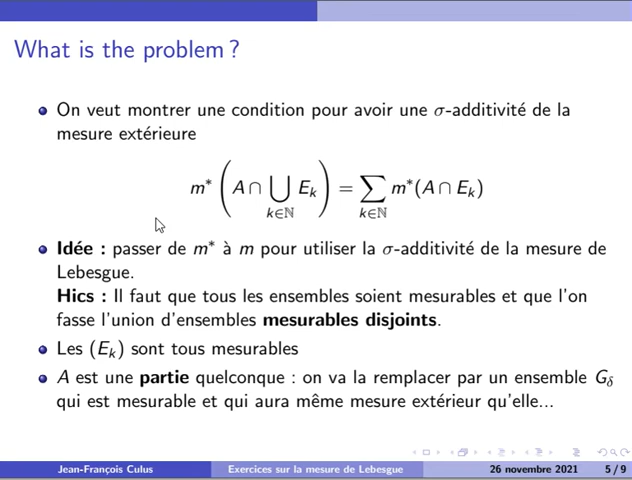 What is the problem ?
On veut montrer une condition pour avoir une σ-additivité de la
mesure extérieure
m* ( A ∩ ⋃_{k∈ℕ} E_k ) = ∑_{k∈ℕ} m*(A ∩ E_k)
Idée : passer de m* à m pour utiliser la σ-additivité de la mesure de
Lebesgue.
Hics : Il faut que tous les ensembles soient mesurables et que l'on
fasse l'union d'ensembles mesurables disjoints.
Les (E_k) sont tous mesurables
A est une partie quelconque : on va la remplacer par un ensemble G_δ
qui est mesurable et qui aura même mesure extérieur qu'elle...
Jean-François Culus Exercices sur la mesure de Lebesgue 26 novembre 2021 5 / 9